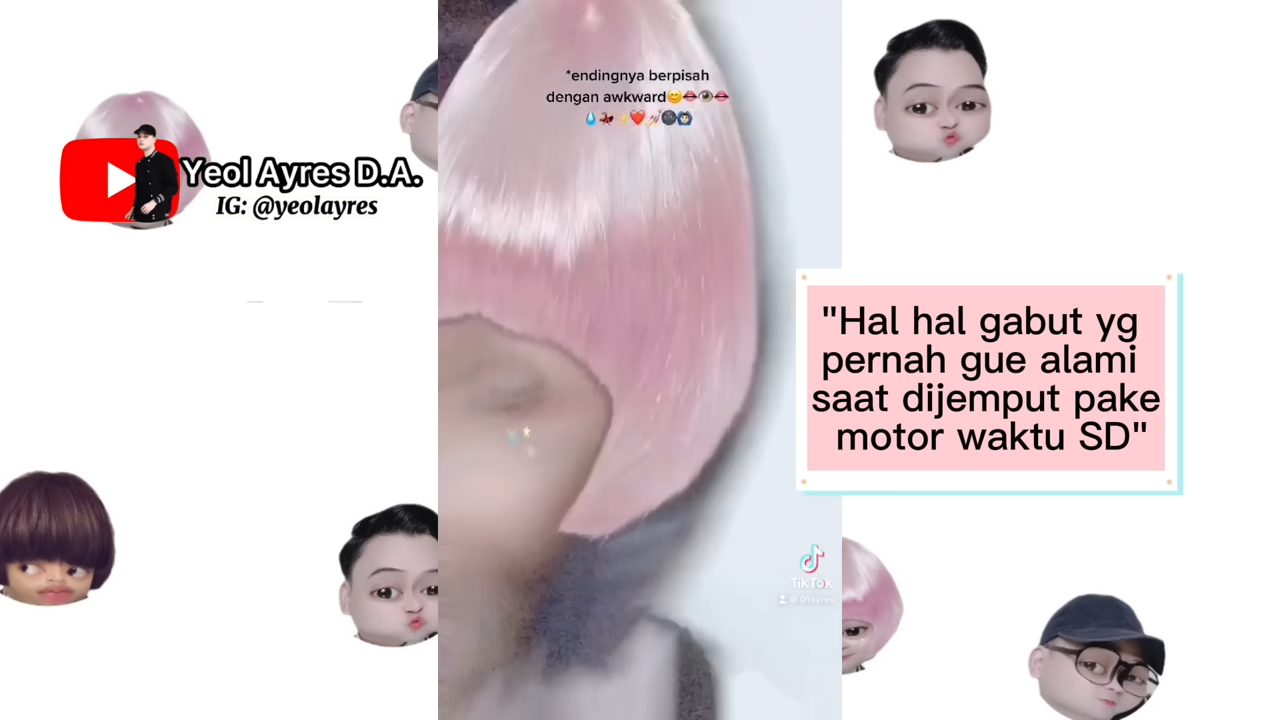 Yeol Ayres D.A.
IG: @yeolayres
*endingnya berpisah
dengan awkward😊👄👁👄
💧💃✨❤️💅🌚🙆
"Hal hal gabut yg
pernah gue alami
saat dijemput pake
motor waktu SD"
TikTok